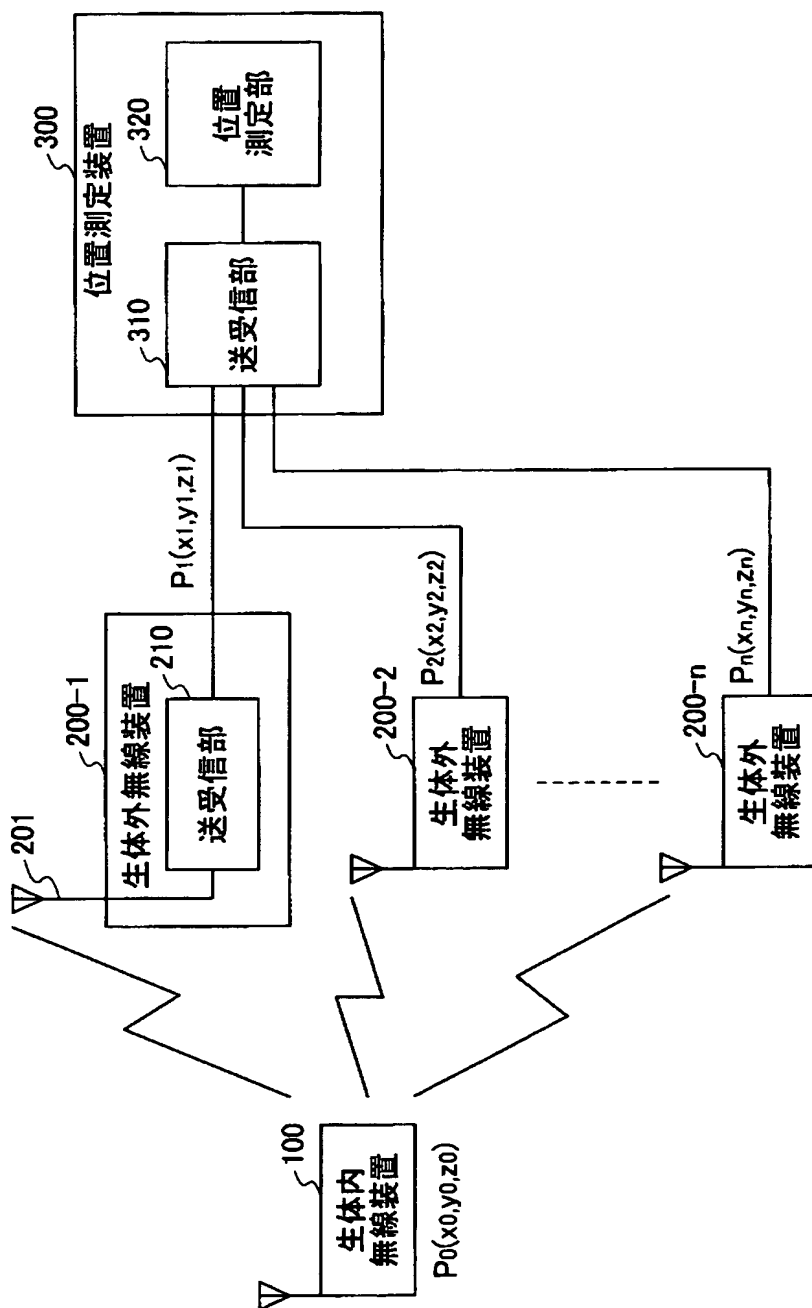 100
生体内
無線装置
P0(x0,y0,z0)
201
200-1
生体外無線装置
210
送受信部
P1(x1,y1,z1)
200-2
生体外
無線装置
P2(x2,y2,z2)
200-n
生体外
無線装置
Pn(xn,yn,zn)
300
位置測定装置
310
送受信部
320
位置
測定部